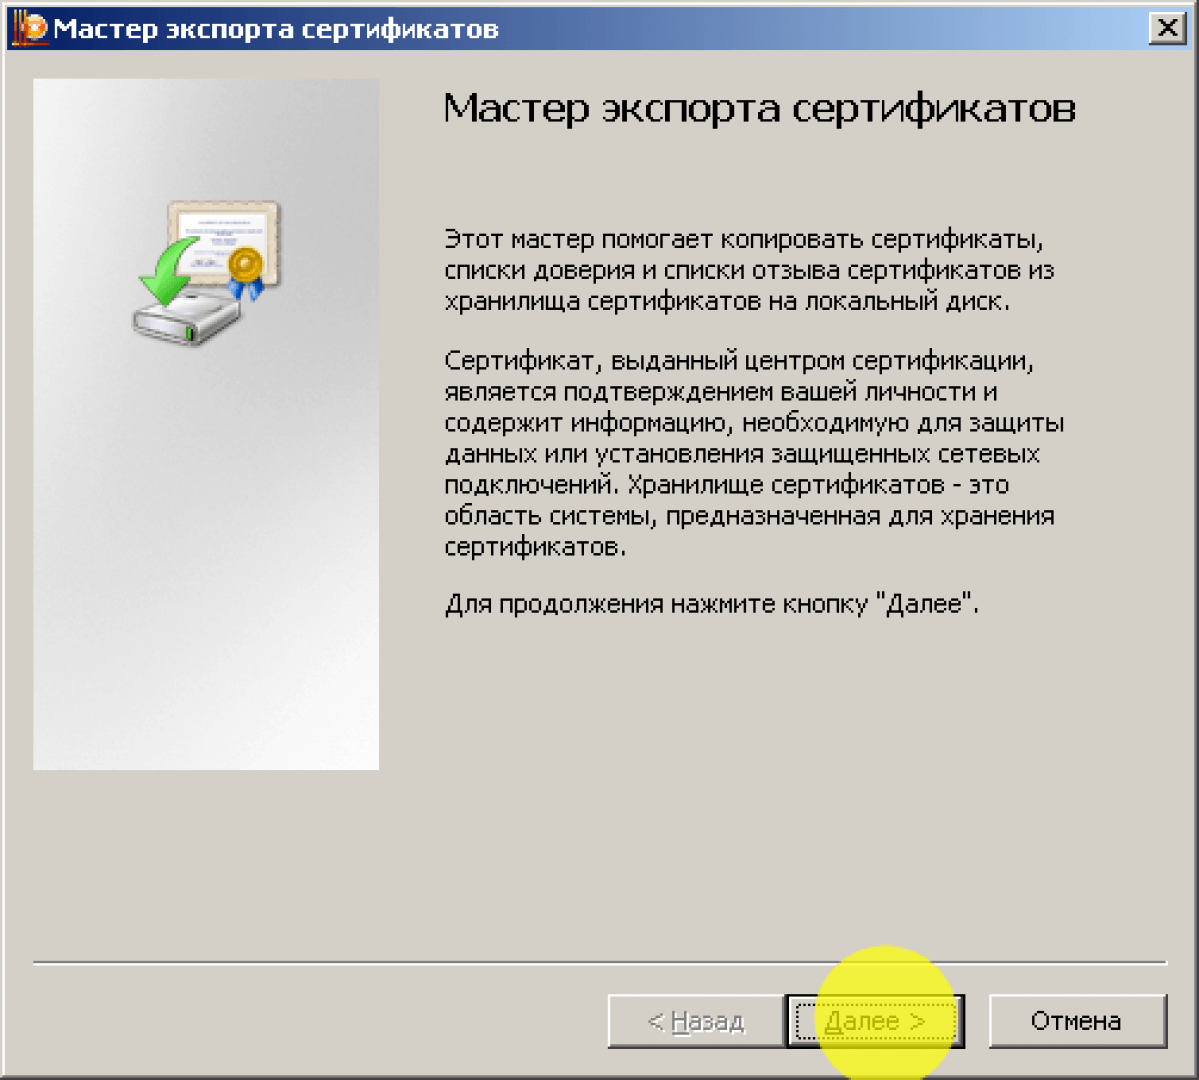 Мастер экспорта сертификатов
Мастер экспорта сертификатов
Этот мастер помогает копировать сертификаты,
списки доверия и списки отзыва сертификатов из
хранилища сертификатов на локальный диск.
Сертификат, выданный центром сертификации,
является подтверждением вашей личности и
содержит информацию, необходимую для защиты
данных или установления защищенных сетевых
подключений. Хранилище сертификатов - это
область системы, предназначенная для хранения
сертификатов.
Для продолжения нажмите кнопку "Далее".
< Назад Далее > Отмена